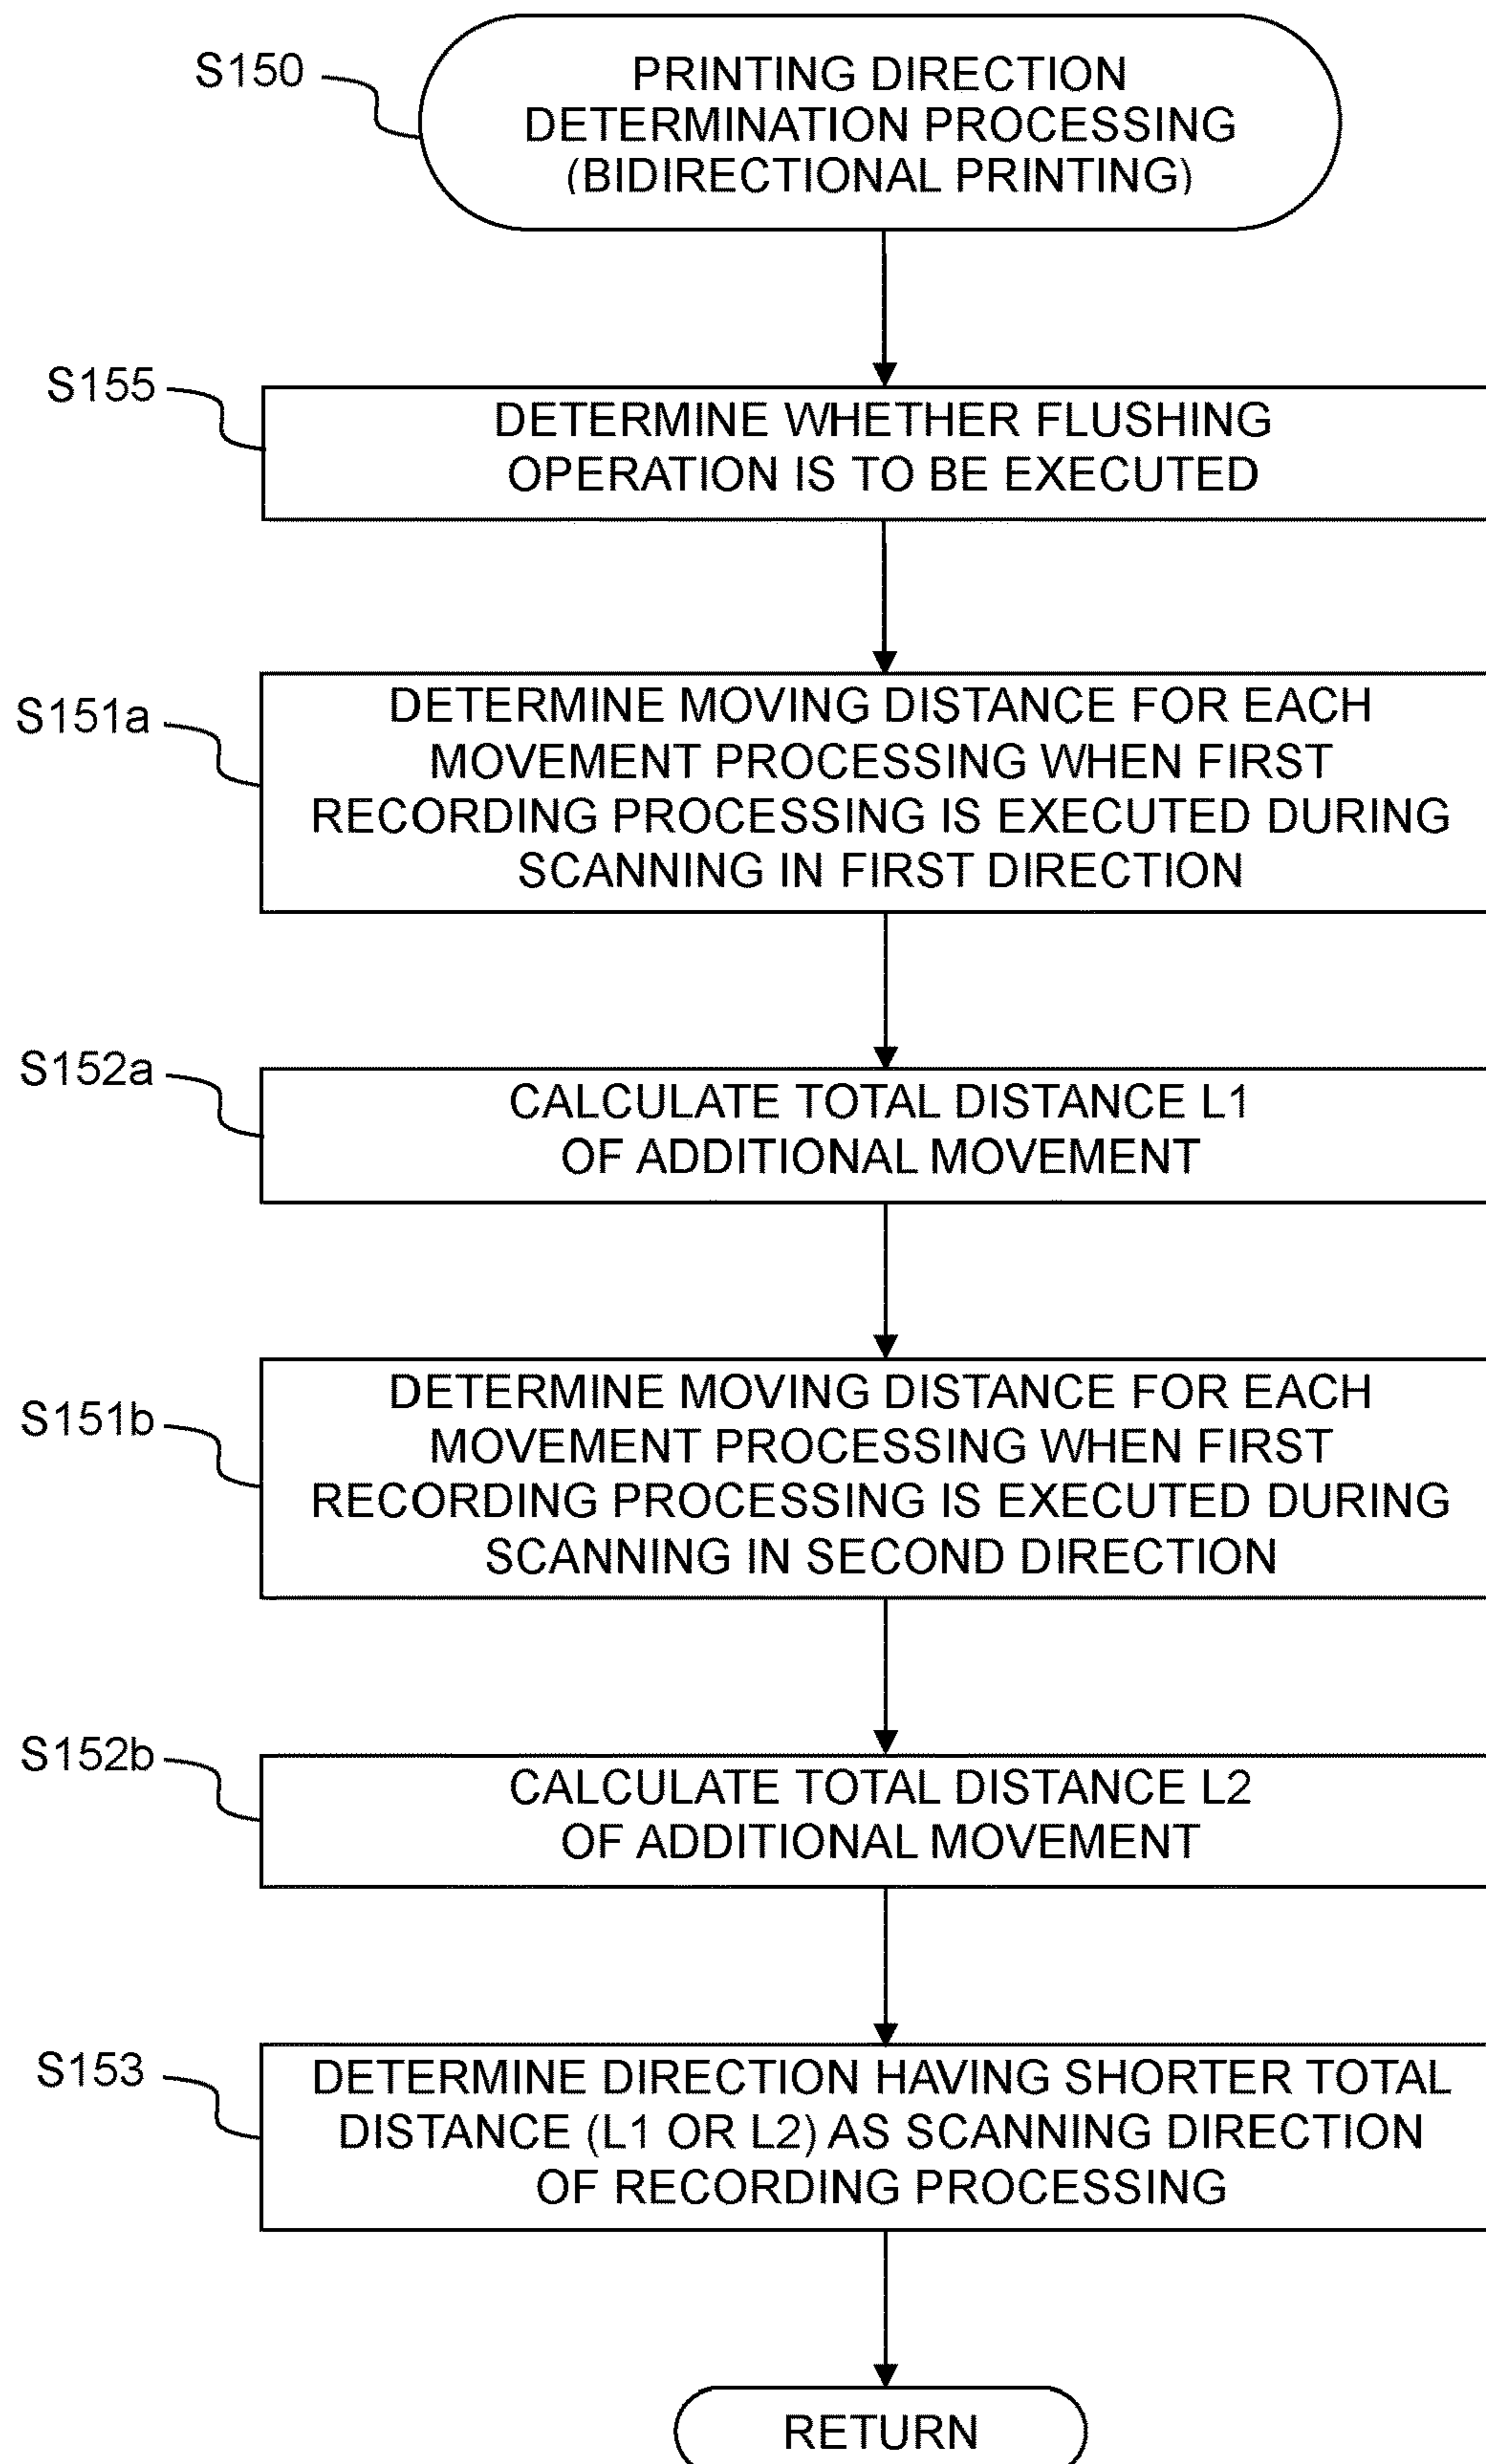 S150
PRINTING DIRECTION
DETERMINATION PROCESSING
(BIDIRECTIONAL PRINTING)
S155
DETERMINE WHETHER FLUSHING
OPERATION IS TO BE EXECUTED
S151a
DETERMINE MOVING DISTANCE FOR EACH
MOVEMENT PROCESSING WHEN FIRST
RECORDING PROCESSING IS EXECUTED DURING
SCANNING IN FIRST DIRECTION
S152a
CALCULATE TOTAL DISTANCE L1
OF ADDITIONAL MOVEMENT
S151b
DETERMINE MOVING DISTANCE FOR EACH
MOVEMENT PROCESSING WHEN FIRST
RECORDING PROCESSING IS EXECUTED DURING
SCANNING IN SECOND DIRECTION
S152b
CALCULATE TOTAL DISTANCE L2
OF ADDITIONAL MOVEMENT
S153
DETERMINE DIRECTION HAVING SHORTER TOTAL
DISTANCE (L1 OR L2) AS SCANNING DIRECTION
OF RECORDING PROCESSING
RETURN